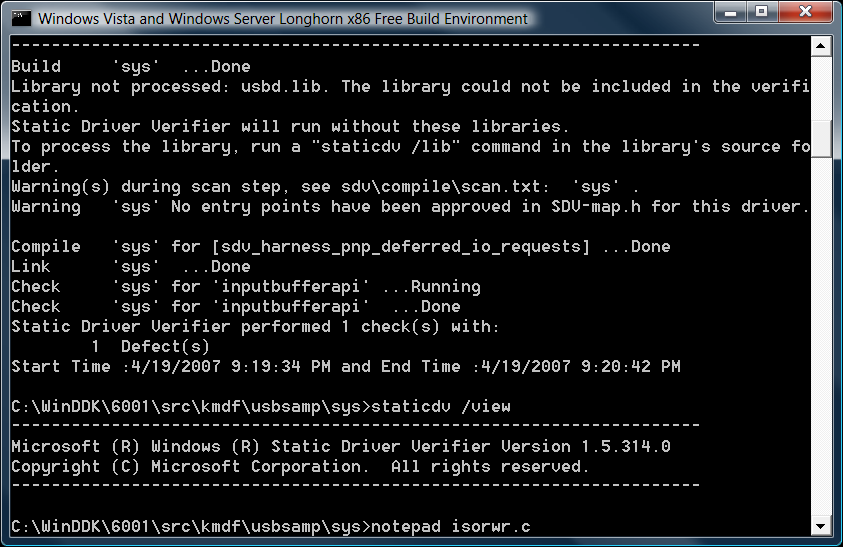 Windows Vista and Windows Server Longhorn x86 Free Build Environment
---------------------------------------------------------------------
Build     'sys'  ...Done
Library not processed: usbd.lib. The library could not be included in the verifi
cation.
Static Driver Verifier will run without these libraries.
To process the library, run a "staticdv /lib" command in the library's source fo
lder.
Warning(s) during scan step, see sdv\compile\scan.txt:  'sys' .
Warning   'sys' No entry points have been approved in SDV-map.h for this driver.
Compile   'sys' for [sdv_harness_pnp_deferred_io_requests] ...Done
Link      'sys'  ...Done
Check     'sys' for 'inputbufferapi' ...Running
Check     'sys' for 'inputbufferapi'  ...Done
Static Driver Verifier performed 1 check(s) with:
        1  Defect(s)
Start Time :4/19/2007 9:19:34 PM and End Time :4/19/2007 9:20:42 PM
C:\WinDDK\6001\src\kmdf\usbsamp\sys>staticdv /view
---------------------------------------------------------------------
Microsoft (R) Windows (R) Static Driver Verifier Version 1.5.314.0
Copyright (C) Microsoft Corporation.  All rights reserved.
---------------------------------------------------------------------
C:\WinDDK\6001\src\kmdf\usbsamp\sys>notepad isorwr.c